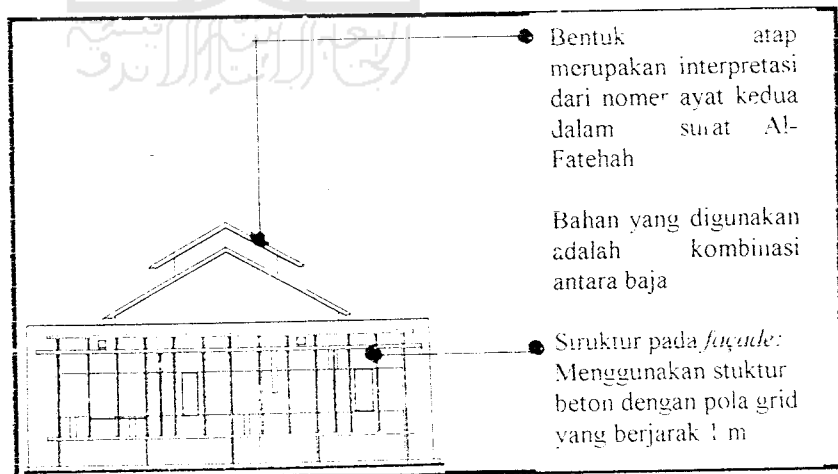 Bentuk atap
merupakan interpretasi
dari nomer ayat kedua
dalam surat Al-
Fatehah
Bahan yang digunakan
adalah kombinasi
antara baja
Struktur pada façade:
Menggunakan stuktur
beton dengan pola grid
yang berjarak 1 m